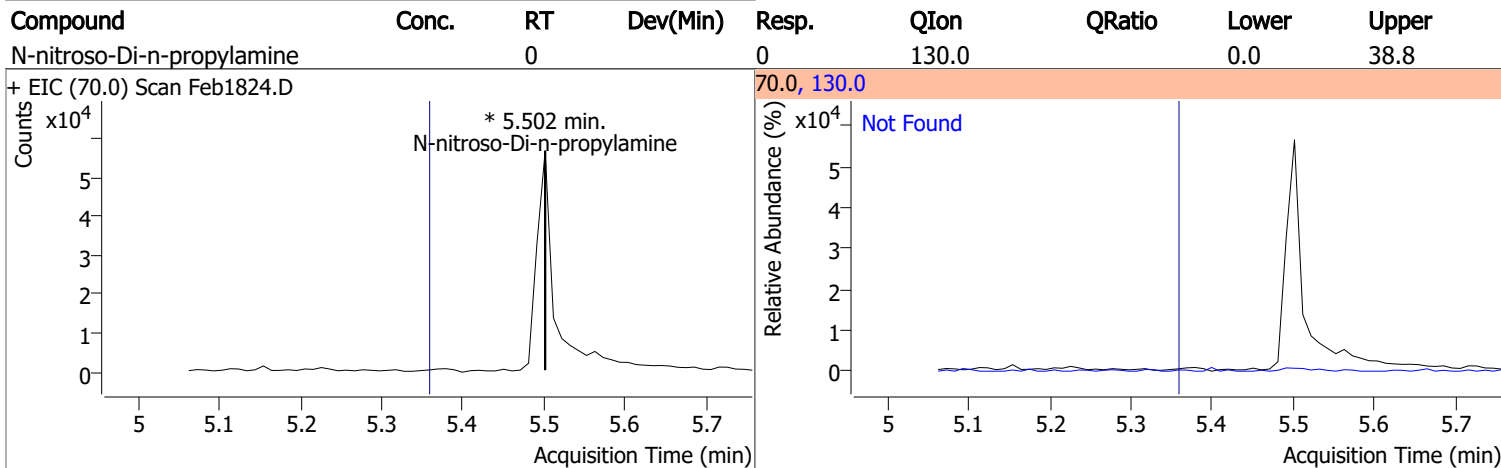 Compound Conc. RT Dev(Min) Resp. QIon QRatio Lower Upper
N-nitroso-Di-n-propylamine 0 0 130.0 0.0 38.8
+ EIC (70.0) Scan Feb1824.D
Counts
x10⁴
* 5.502 min.
N-nitroso-Di-n-propylamine
5
4
3
2
1
0
5 5.1 5.2 5.3 5.4 5.5 5.6 5.7
Acquisition Time (min)
70.0, 130.0
Relative Abundance (%)
x10⁴
Not Found
5
4
3
2
1
0
5 5.1 5.2 5.3 5.4 5.5 5.6 5.7
Acquisition Time (min)